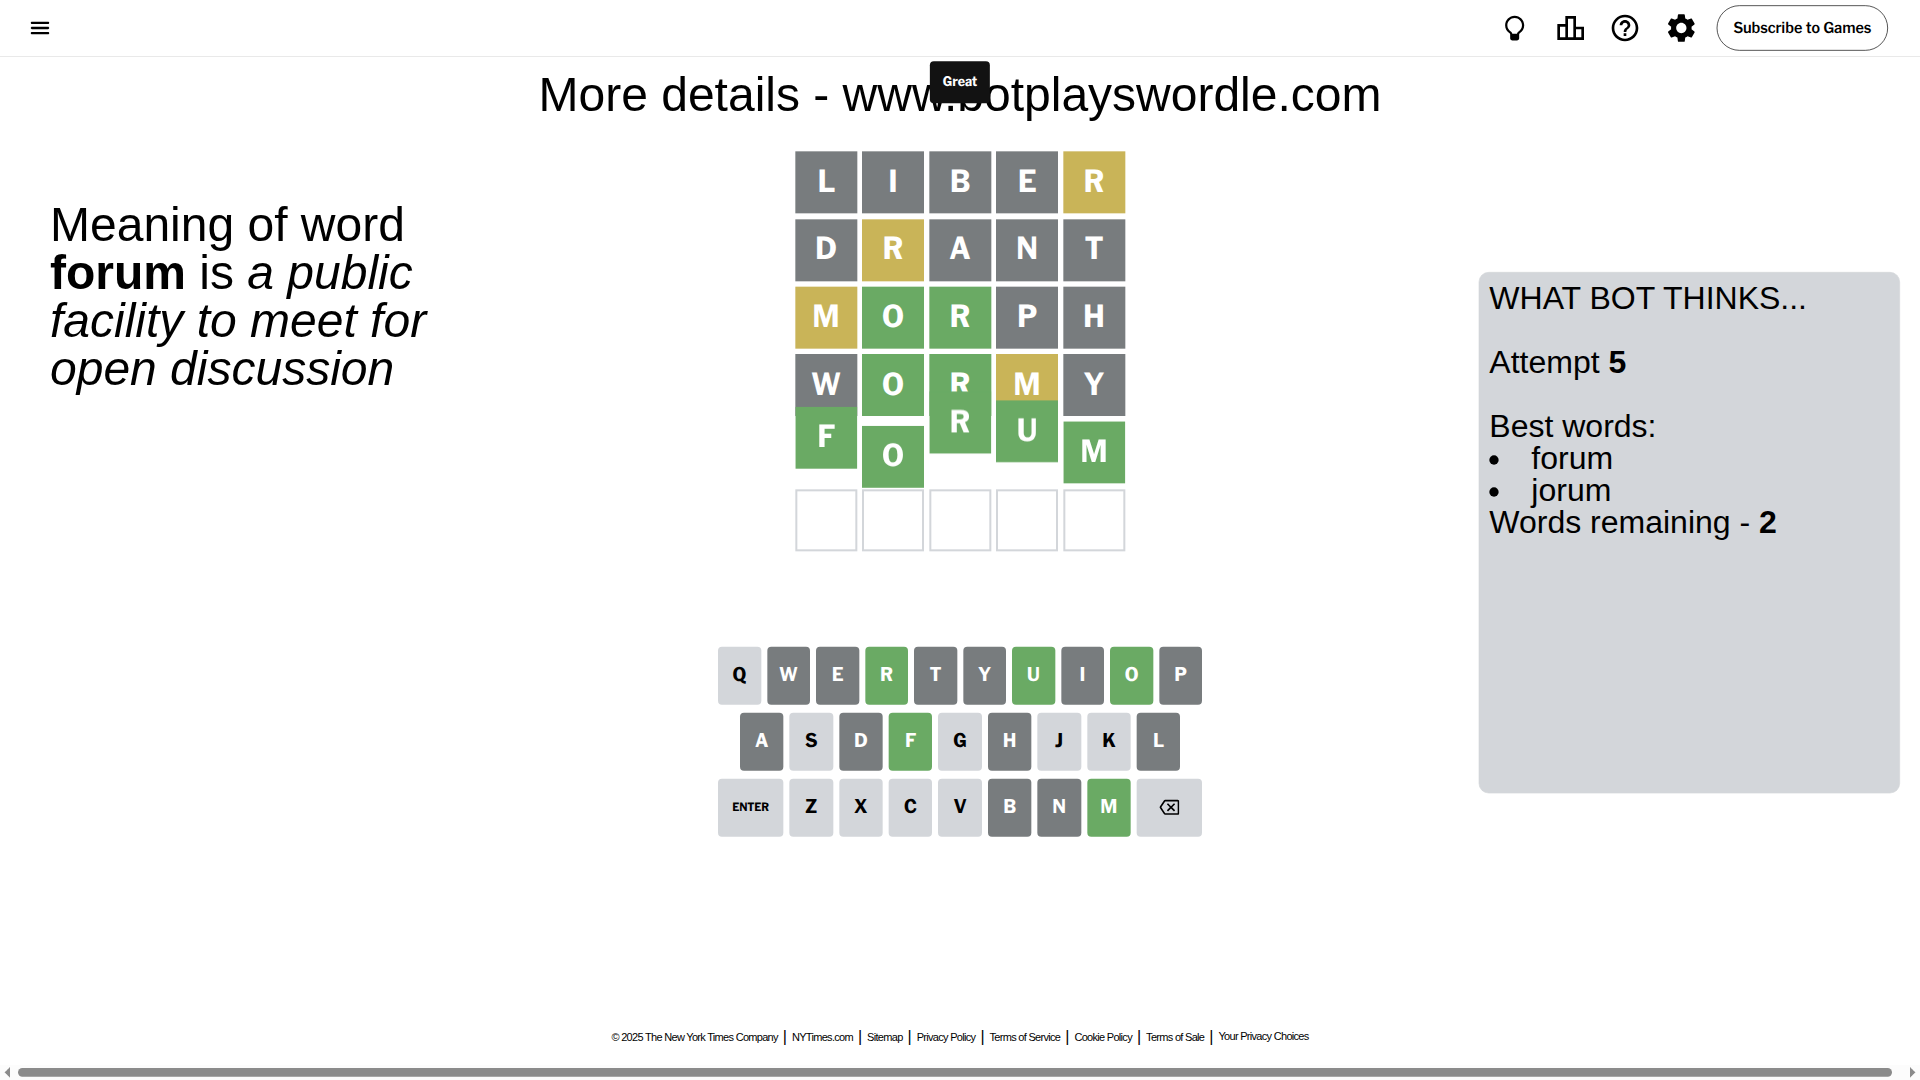 Subscribe to Games
Great
More details - www.botplayswordle.com
Meaning of word
forum is a public
facility to meet for
open discussion
L I B E R
D R A N T
M O R P H
W O R M Y
F O R U M
WHAT BOT THINKS...
Attempt 5
Best words:
• forum
• jorum
Words remaining - 2
Q W E R T Y U I O P
A S D F G H J K L
ENTER Z X C V B N M
© 2025 The New York Times Company | NYTimes.com | Sitemap | Privacy Policy | Terms of Service | Cookie Policy | Terms of Sale | Your Privacy Choices